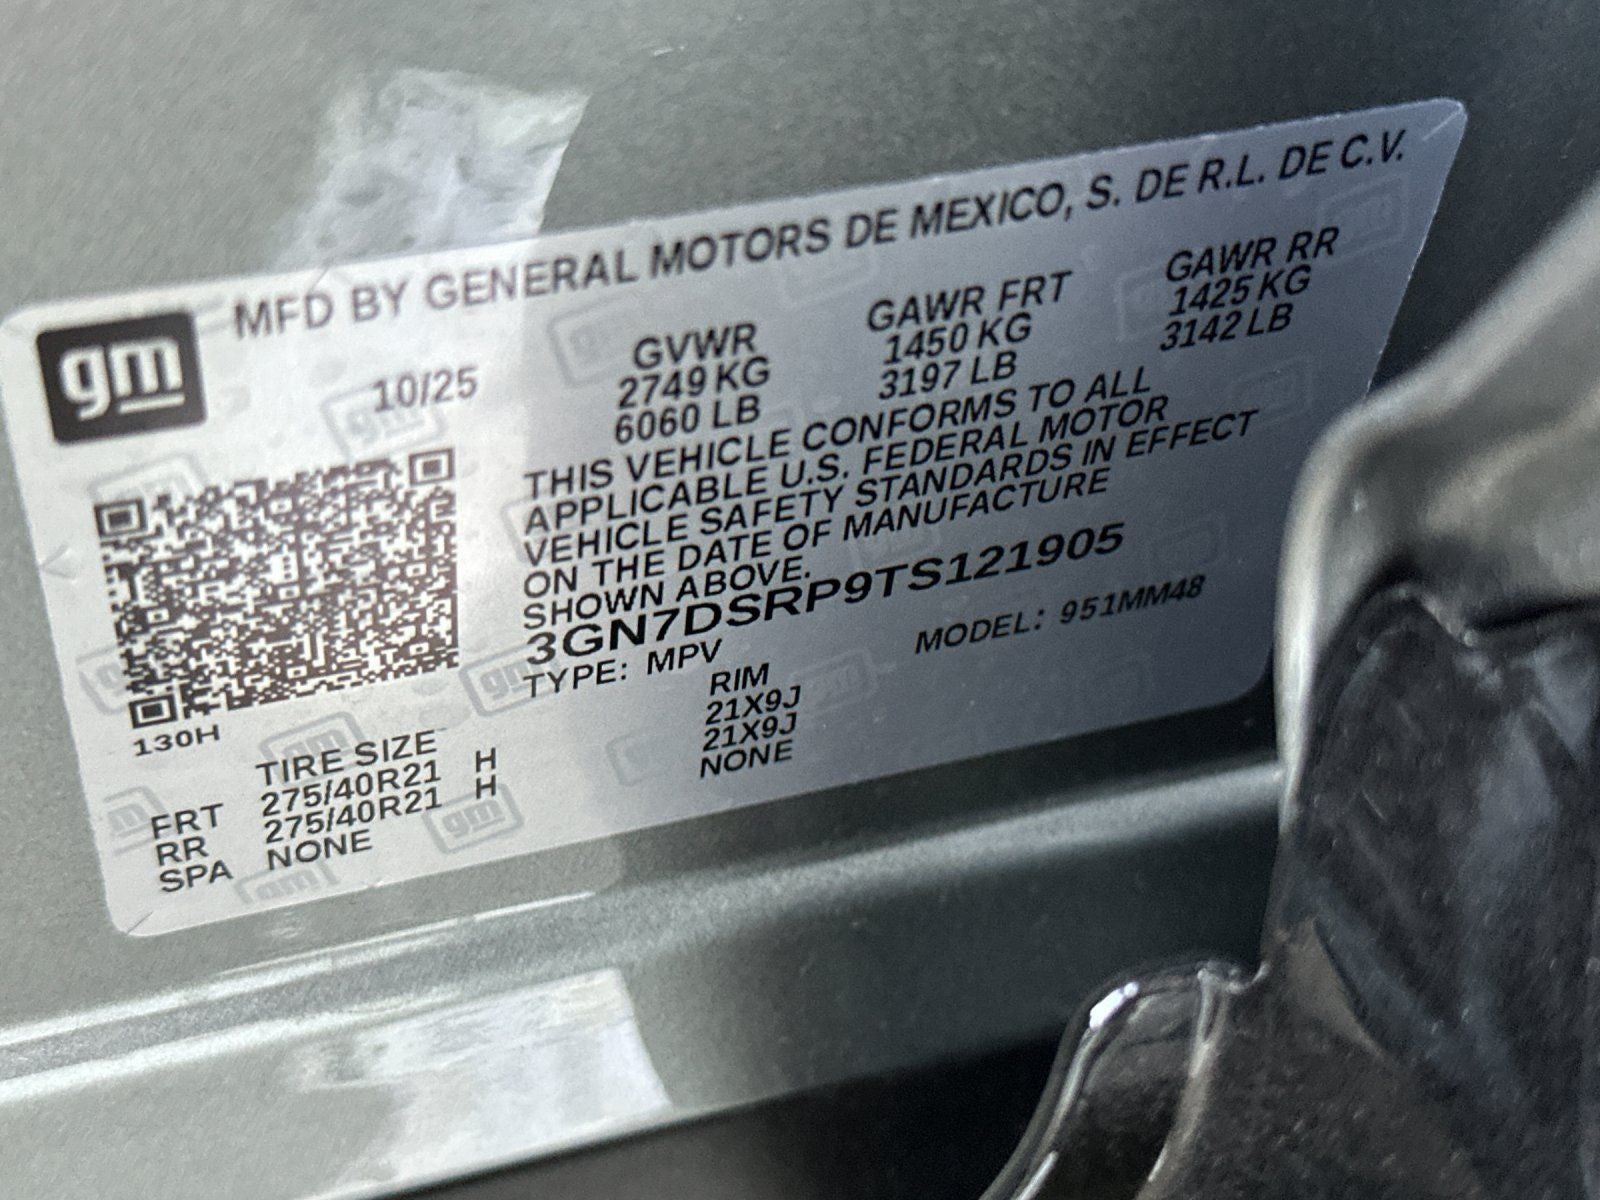 MFD BY GENERAL MOTORS DE MEXICO, S. DE R.L. DE C.V.
gm
10/25
GVWR GAWR FRT GAWR RR
2749 KG 1450 KG 1425 KG
6060 LB 3197 LB 3142 LB
THIS VEHICLE CONFORMS TO ALL
APPLICABLE U.S. FEDERAL MOTOR
VEHICLE SAFETY STANDARDS IN EFFECT
ON THE DATE OF MANUFACTURE
SHOWN ABOVE.
3GN7DSRP9TS121905
TYPE: MPV MODEL: 951MM48
130H
TIRE SIZE RIM
FRT 275/40R21 H 21X9J
RR 275/40R21 H 21X9J
SPA NONE NONE